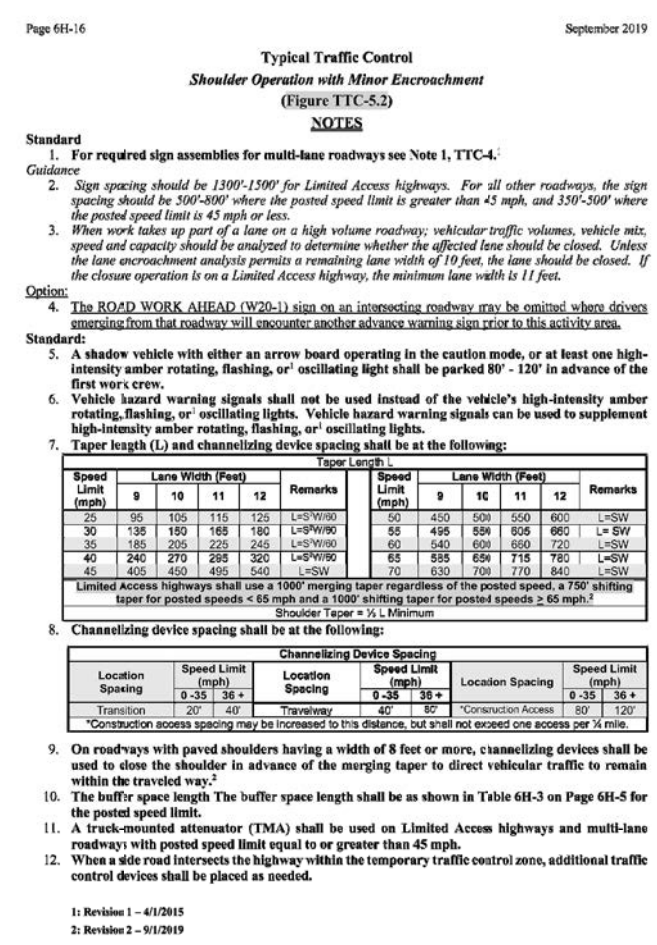 Page 6H-16 September 2019
Typical Traffic Control
Shoulder Operation with Minor Encroachment
(Figure TTC-5.2)
NOTES
Standard
1. For required sign assemblies for multi-lane roadways see Note 1, TTC-4.
Guidance
2. Sign spacing should be 1300'-1500' for Limited Access highways. For all other roadways, the sign
spacing should be 500'-800' where the posted speed limit is greater than 45 mph, and 350'-500' where
the posted speed limit is 45 mph or less.
3. When work takes up part of a lane on a high volume roadway; vehicular traffic volumes, vehicle mix,
speed and capacity should be analyzed to determine whether the affected lane should be closed. Unless
the lane encroachment analysis permits a remaining lane width of 10 feet, the lane should be closed. If
the closure operation is on a Limited Access highway, the minimum lane width is 11 feet.
Option:
4. The ROAD WORK AHEAD (W20-1) sign on an intersecting roadway may be omitted where drivers
emerging from that roadway will encounter another advance warning sign prior to this activity area.
Standard:
5. A shadow vehicle with either an arrow board operating in the caution mode, or at least one high-
intensity amber rotating, flashing, or¹ oscillating light shall be parked 80' - 120' in advance of the
first work crew.
6. Vehicle hazard warning signals shall not be used instead of the vehicle's high-intensity amber
rotating, flashing, or¹ oscillating lights. Vehicle hazard warning signals can be used to supplement
high-intensity amber rotating, flashing, or¹ oscillating lights.
7. Taper length (L) and channelizing device spacing shall be at the following:
Taper Length L
Speed Limit (mph) Lane Width (Feet) Remarks Speed Limit (mph) Lane Width (Feet) Remarks
9 10 11 12 9 10 11 12
25 95 105 115 125 L=S²W/60 50 450 500 550 600 L=SW
30 135 150 165 180 L=S²W/60 55 495 550 605 660 L= SW
35 185 205 225 245 L=S²W/60 60 540 600 660 720 L=SW
40 240 270 295 320 L=S²W/60 65 585 650 715 780 L=SW
45 405 450 495 540 L=SW 70 630 700 770 840 L=SW
Limited Access highways shall use a 1000' merging taper regardless of the posted speed, a 750' shifting
taper for posted speeds < 65 mph and a 1000' shifting taper for posted speeds ≥ 65 mph.²
Shoulder Taper = ⅓ L Minimum
8. Channelizing device spacing shall be at the following:
Channelizing Device Spacing
Location Spacing Speed Limit (mph) Location Spacing Speed Limit (mph) Location Spacing Speed Limit (mph)
0 -35 36 + 0 -35 36 + 0 -35 36 +
Transition 20' 40' Travelway 40' 80' *Construction Access 80' 120'
*Construction access spacing may be increased to this distance, but shall not exceed one access per ¼ mile.
9. On roadways with paved shoulders having a width of 8 feet or more, channelizing devices shall be
used to close the shoulder in advance of the merging taper to direct vehicular traffic to remain
within the traveled way.²
10. The buffer space length The buffer space length shall be as shown in Table 6H-3 on Page 6H-5 for
the posted speed limit.
11. A truck-mounted attenuator (TMA) shall be used on Limited Access highways and multi-lane
roadways with posted speed limit equal to or greater than 45 mph.
12. When a side road intersects the highway within the temporary traffic control zone, additional traffic
control devices shall be placed as needed.
1: Revision 1 – 4/1/2015
2: Revision 2 – 9/1/2019